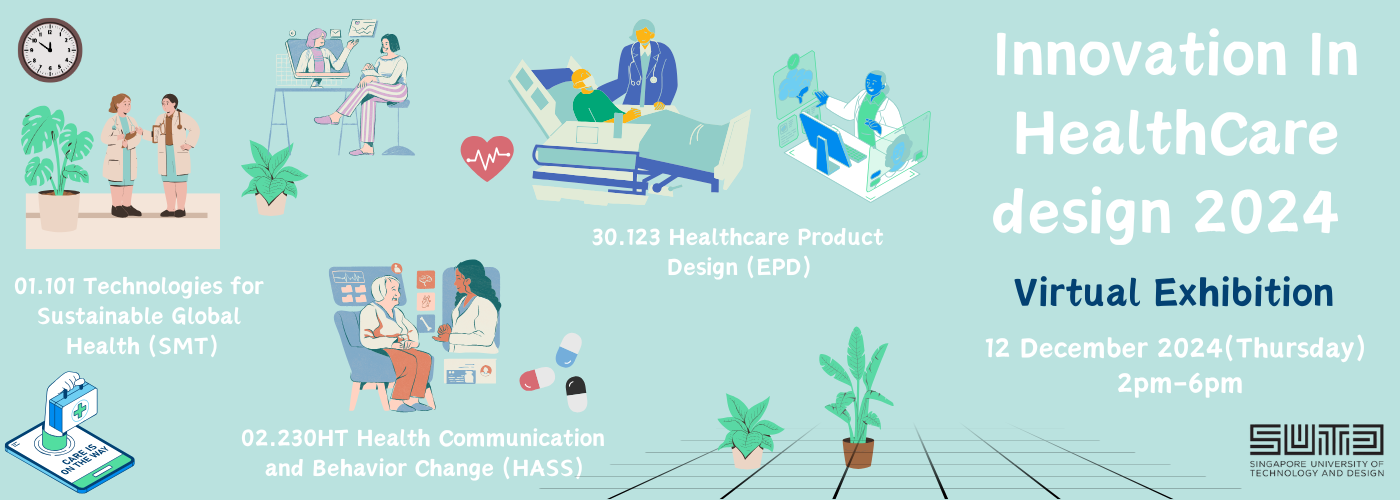 Innovation In
HealthCare
design 2024
Virtual Exhibition
12 December 2024(Thursday)
2pm-6pm
01.101 Technologies for
Sustainable Global
Health (SMT)
30.123 Healthcare Product
Design (EPD)
02.230HT Health Communication
and Behavior Change (HASS)
CARE IS
ON THE WAY
SUTD
SINGAPORE UNIVERSITY OF
TECHNOLOGY AND DESIGN